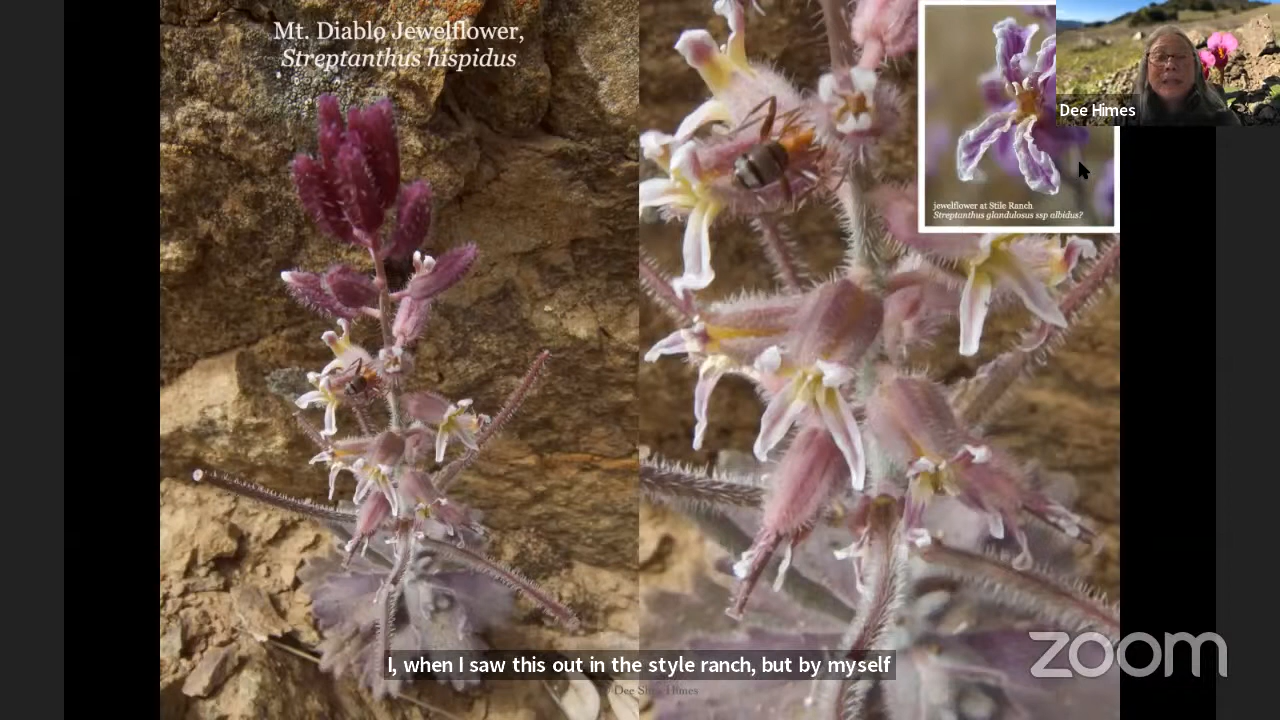 Mt. Diablo Jewelflower,
Streptanthus hispidus
Dee Himes
jewelflower at Stile Ranch
Streptanthus glandulosus ssp albidus?
I, when I saw this out in the style ranch, but by myself
zoom